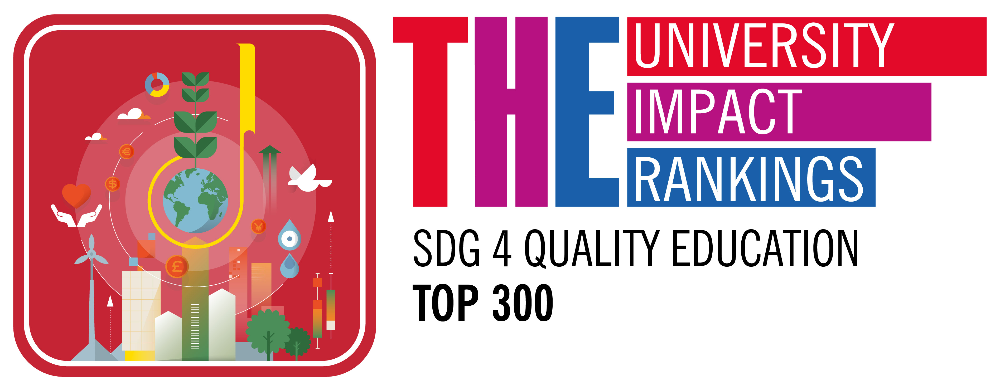 THE
UNIVERSITY
IMPACT
RANKINGS
SDG 4 QUALITY EDUCATION
TOP 300
€
$
¥
£